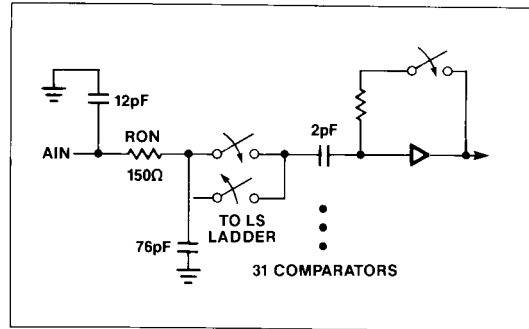 12pF
RON
AIN
150Ω
2pF
TO LS
LADDER
76pF
31 COMPARATORS